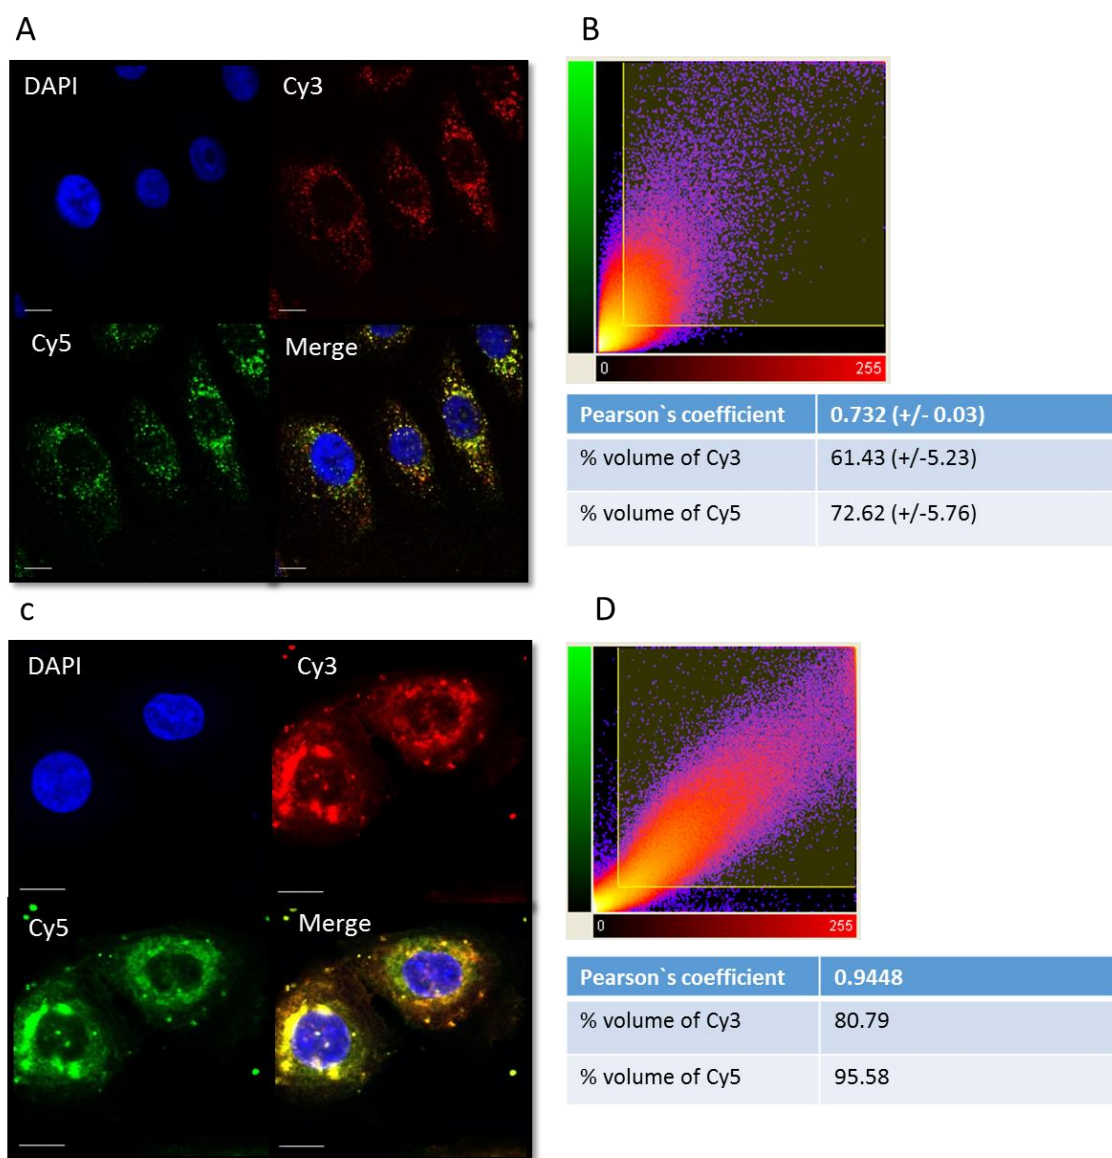 A
B
DAPI
Cy3
Cy5
Merge
0
255
Pearson`s coefficient 0.732 (+/- 0.03)
% volume of Cy3 61.43 (+/-5.23)
% volume of Cy5 72.62 (+/-5.76)
c
D
DAPI
Cy3
Cy5
Merge
0
255
Pearson`s coefficient 0.9448
% volume of Cy3 80.79
% volume of Cy5 95.58